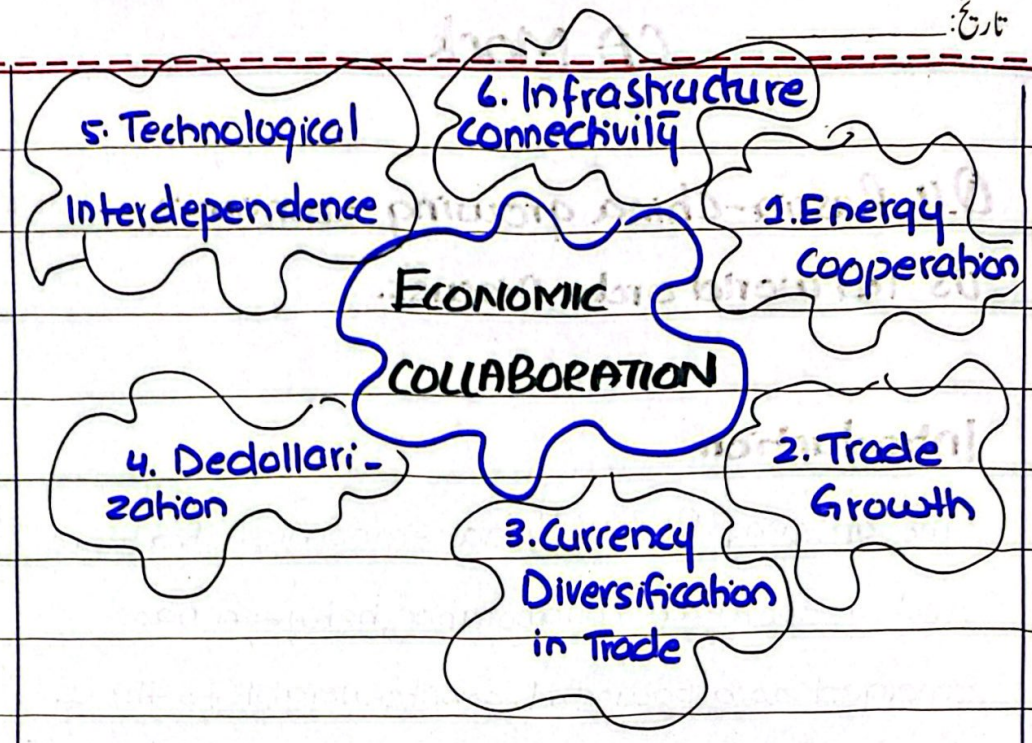 تاریخ:
6. Infrastructure
Connectivity
5. Technological
Interdependence
1. Energy
Cooperation
ECONOMIC
COLLABORATION
4. Dedollari-
zation
2. Trade
Growth
3. Currency
Diversification
in Trade